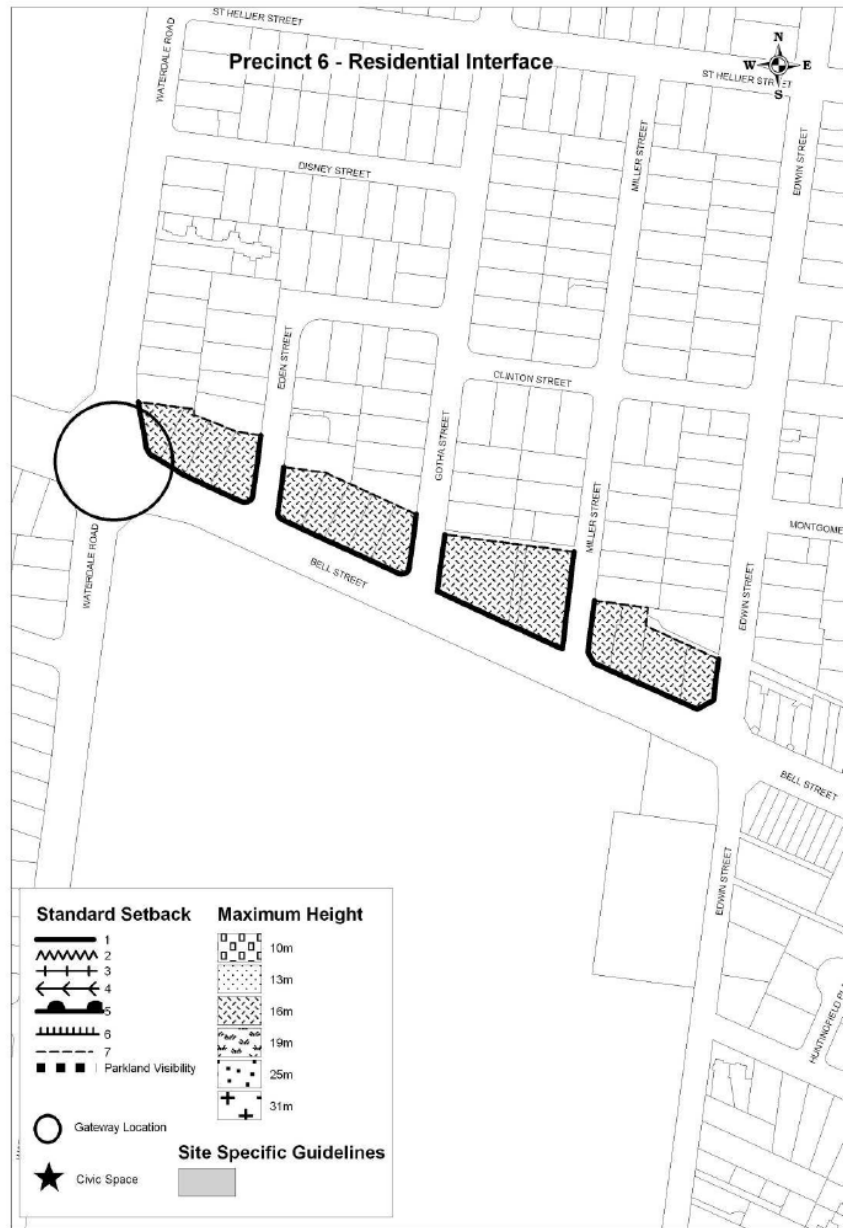 ST HELLIER STREET
WATERDALE ROAD
Precinct 6 - Residential Interface
N
W
E
S
ST HELLIER STREET
MILLER STREET
EDWIN STREET
DISNEY STREET
EDEN STREET
CLINTON STREET
GOTHA STREET
MILLER STREET
MONTGOME
WATERDALE ROAD
BELL STREET
EDWIN STREET
BELL STREET
EDWIN STREET
HUNTINGFIELD
Standard Setback
1
2
3
4
5
6
7
Parkland Visibility
Gateway Location
Civic Space
Maximum Height
10m
13m
16m
19m
25m
31m
Site Specific Guidelines